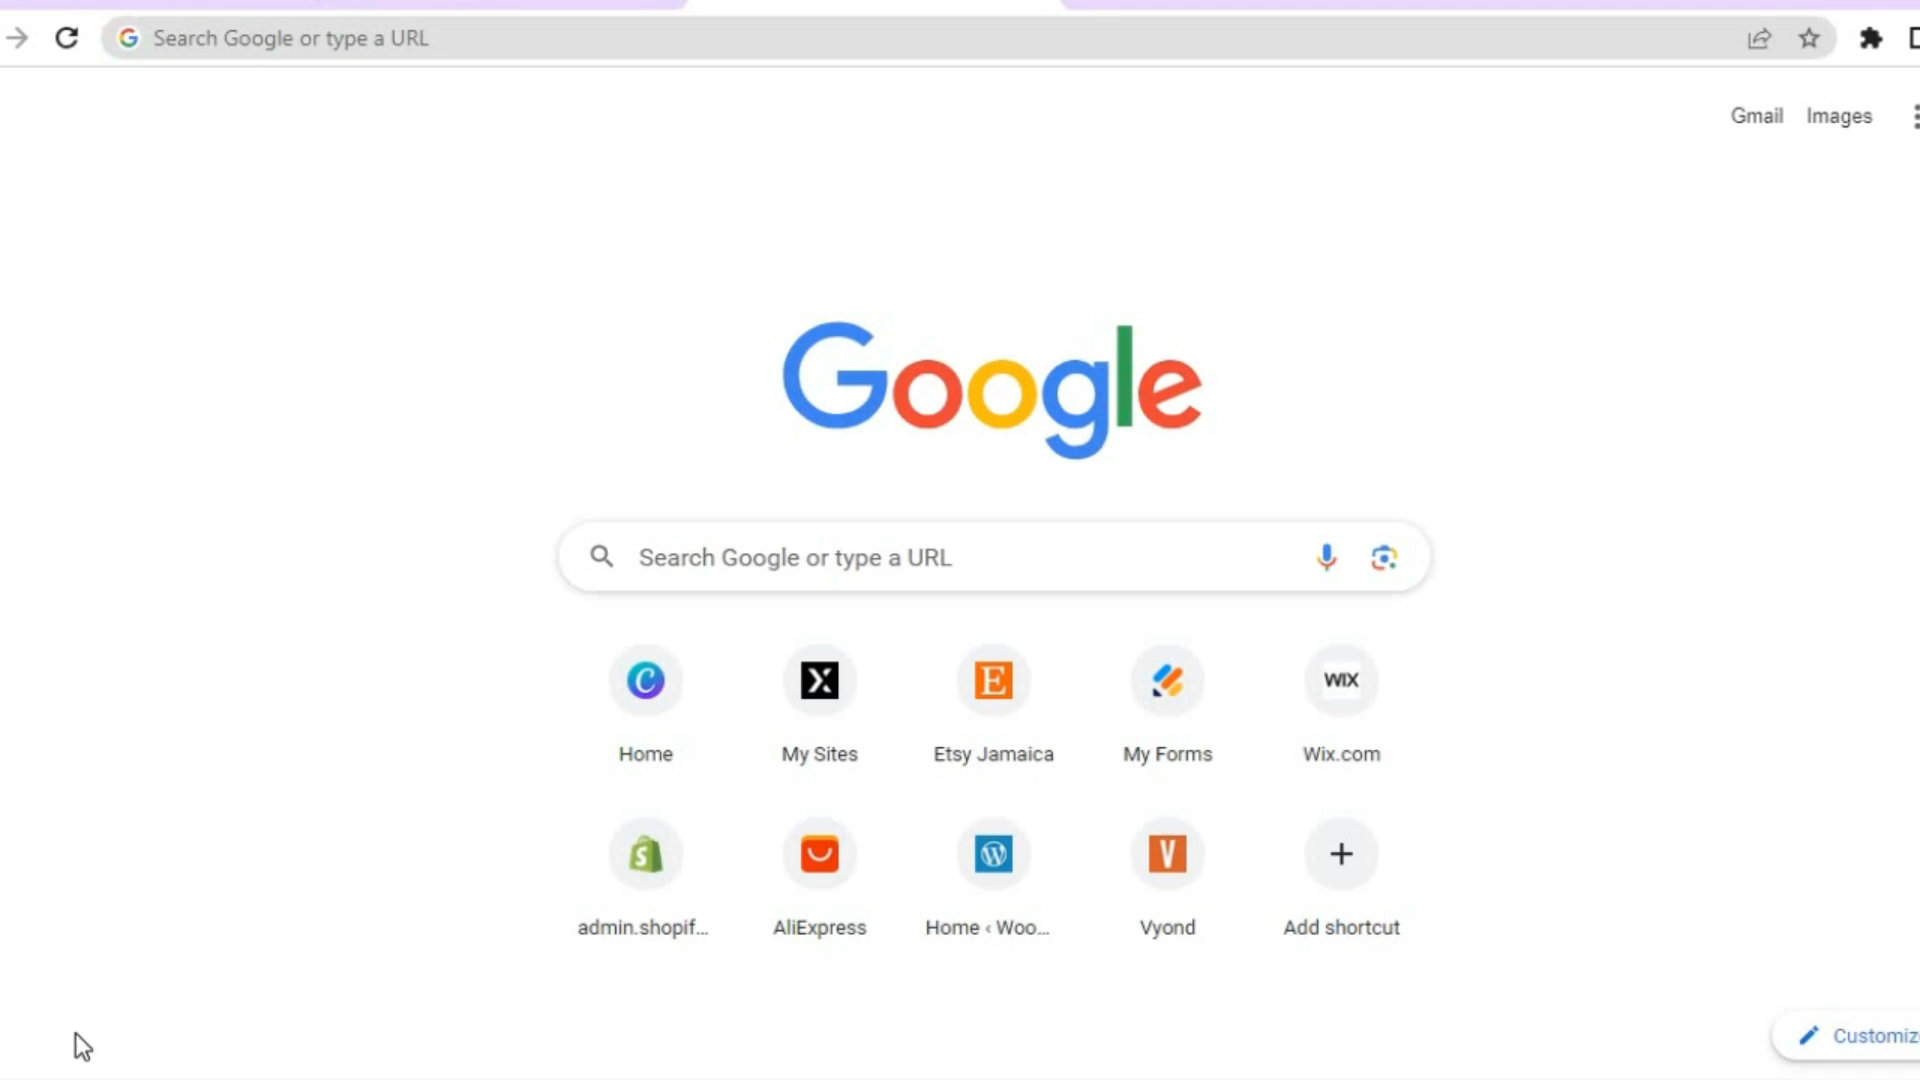 Search Google or type a URL
Gmail Images
Google
Search Google or type a URL
Home My Sites Etsy Jamaica My Forms WIX Wix.com
admin.shopif... AliExpress Home ‹ Woo... Vyond Add shortcut
Customize